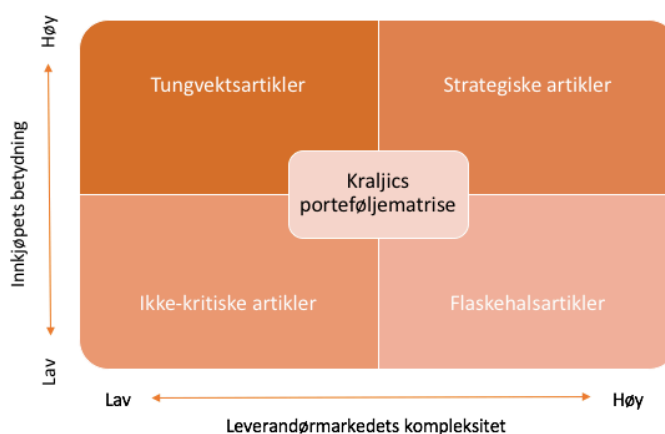 Høy
Tungvektsartikler
Strategiske artikler
Innkjøpets betydning
Kraljics
porteføljematrise
Ikke-kritiske artikler
Flaskehalsartikler
Lav
Lav
Høy
Leverandørmarkedets kompleksitet